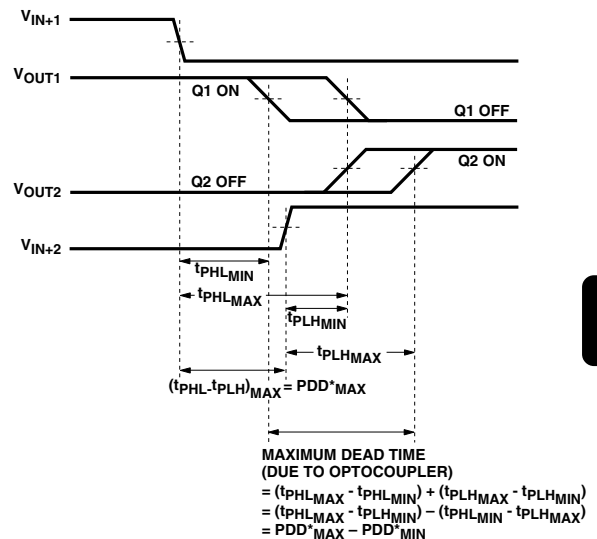 VIN+1
VOUT1
Q1 ON
Q1 OFF
Q2 ON
VOUT2
Q2 OFF
VIN+2
tPHLMIN
tPHLMAX
tPLHMIN
tPLHMAX
(tPHL-tPLH)MAX = PDD*MAX
MAXIMUM DEAD TIME
(DUE TO OPTOCOUPLER)
= (tPHLMAX - tPHLMIN) + (tPLHMAX - tPLHMIN)
= (tPHLMAX - tPLHMIN) – (tPHLMIN - tPLHMAX)
= PDD*MAX – PDD*MIN